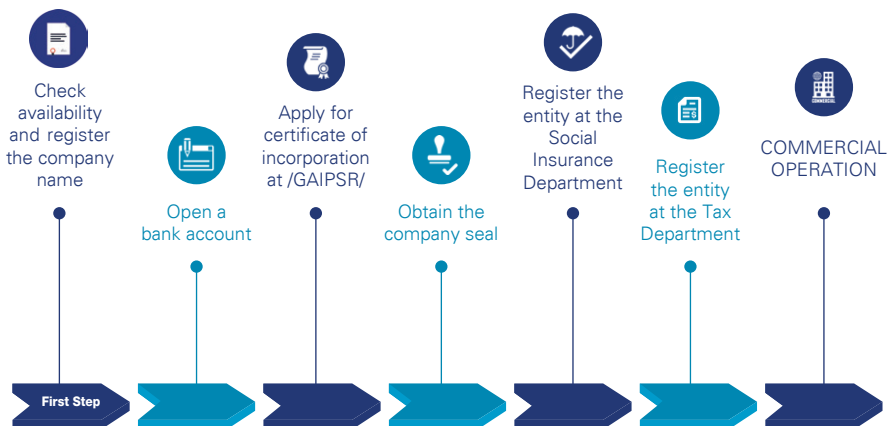 Check
availability
and register
the company
name
Open a
bank account
Apply for
certificate of
incorporation
at /GAIPSR/
Obtain the
company seal
Register the
entity at the
Social
Insurance
Department
Register
the entity
at the Tax
Department
COMMERCIAL
COMMERCIAL
OPERATION
First Step